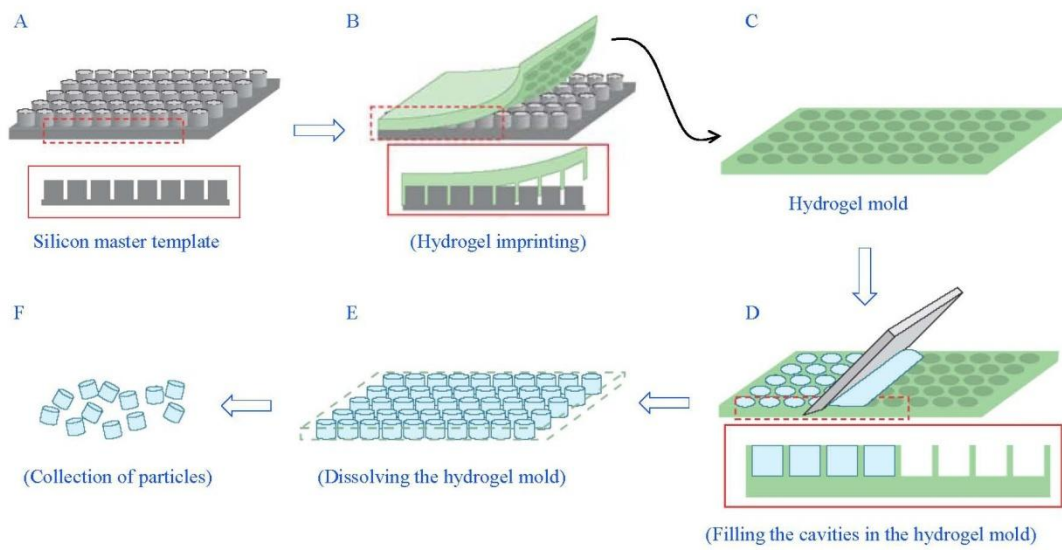 A
B
C
Silicon master template
(Hydrogel imprinting)
Hydrogel mold
F
E
D
(Collection of particles)
(Dissolving the hydrogel mold)
(Filling the cavities in the hydrogel mold)